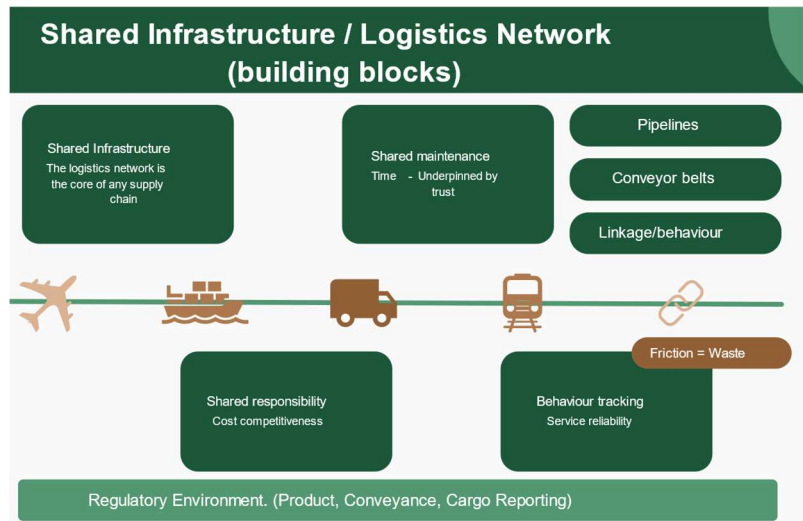 Shared Infrastructure / Logistics Network
(building blocks)
Shared Infrastructure
The logistics network is
the core of any supply
chain
Shared maintenance
Time - Underpinned by
trust
Pipelines
Conveyor belts
Linkage/behaviour
Friction = Waste
Shared responsibility
Cost competitiveness
Behaviour tracking
Service reliability
Regulatory Environment. (Product, Conveyance, Cargo Reporting)